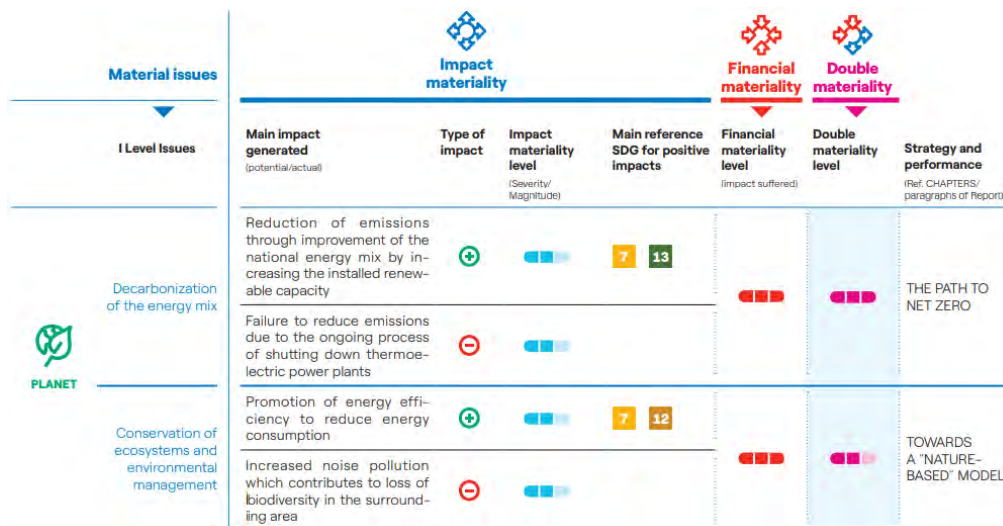 Impact
materiality
Financial
materiality
Double
materiality
Material issues
I Level Issues
Main impact
generated
(potential/actual)
Type of
impact
Impact
materiality
level
(Severity/
Magnitude)
Main reference
SDG for positive
impacts
Financial
materiality
level
(impact suffered)
Double
materiality
level
Strategy and
performance
(Ref. CHAPTERS/
paragraphs of Report)
PLANET
Decarbonization
of the energy mix
Reduction of emissions
through improvement of the
national energy mix by in-
creasing the installed renew-
able capacity
7 13
Failure to reduce emissions
due to the ongoing process
of shutting down thermoe-
lectric power plants
THE PATH TO
NET ZERO
Conservation of
ecosystems and
environmental
management
Promotion of energy effi-
ciency to reduce energy
consumption
7 12
Increased noise pollution
which contributes to loss of
biodiversity in the surround-
ing area
TOWARDS
A "NATURE-
BASED" MODEL